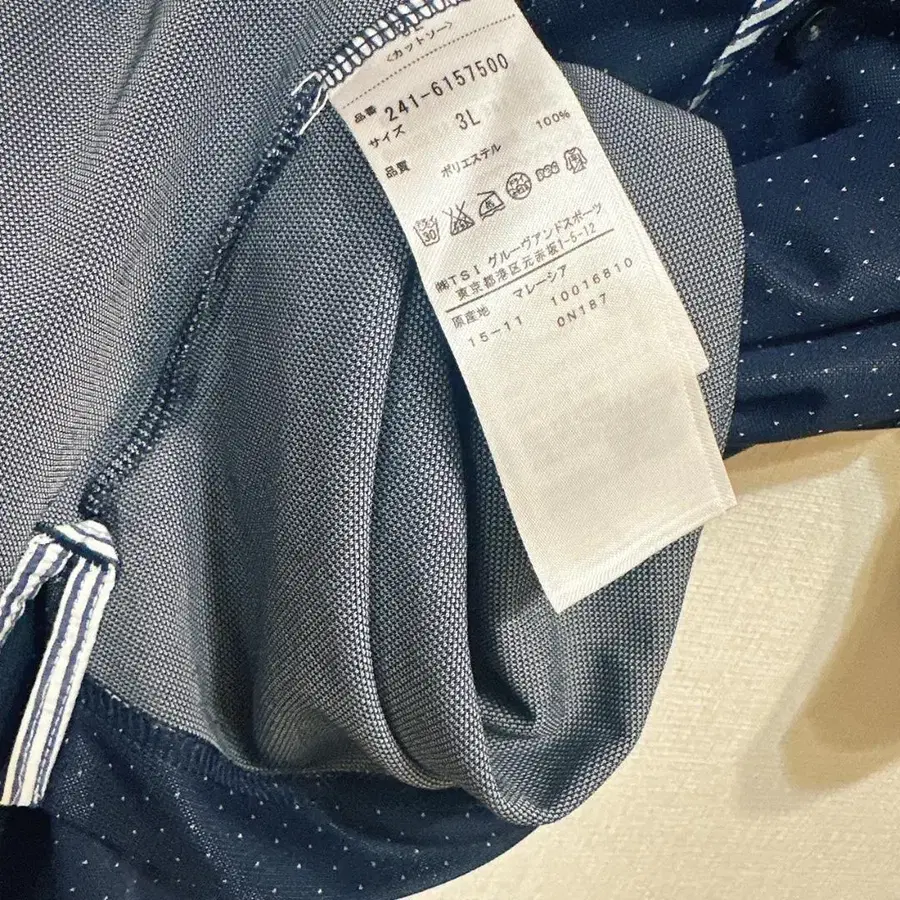 <カットソー>
品番 241-6157500
サイズ 3L
品質 ポリエステル 100%
30
㈱TSI グルーヴアンドスポーツ
東京都港区元赤坂1-5-12
原産地 マレーシア
15-11 10016810
0N187